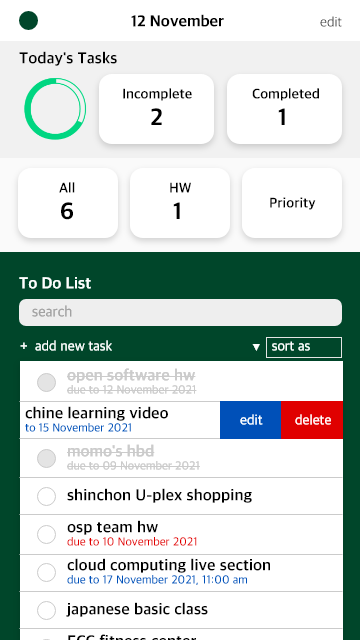 12 November
edit
Today's Tasks
Incomplete
2
Completed
1
All
6
HW
1
Priority
To Do List
search
+ add new task
▼ sort as
open software hw
due to 12 November 2021
chine learning video
to 15 November 2021
edit
delete
momo's hbd
due to 09 November 2021
shinchon U-plex shopping
osp team hw
due to 10 November 2021
cloud computing live section
due to 17 November 2021, 11:00 am
japanese basic class